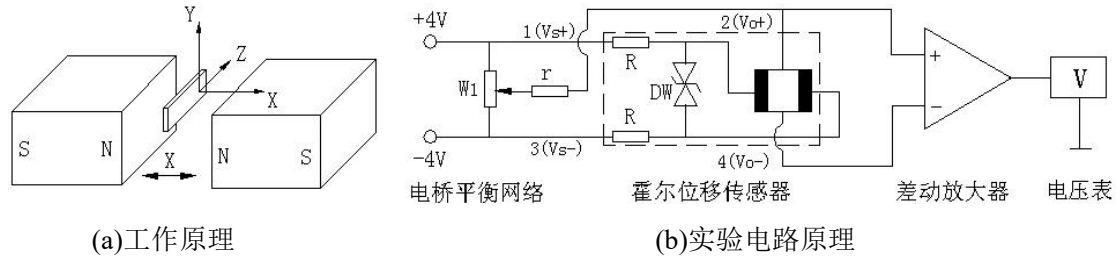 Y
Z
X
S N
N S
X
(a)工作原理
+4V
1(Vs+)
2(Vo+)
R
W1
r
DW
R
-4V
3(Vs-)
4(Vo-)
+
−
V
电桥平衡网络
霍尔位移传感器
差动放大器
电压表
(b)实验电路原理